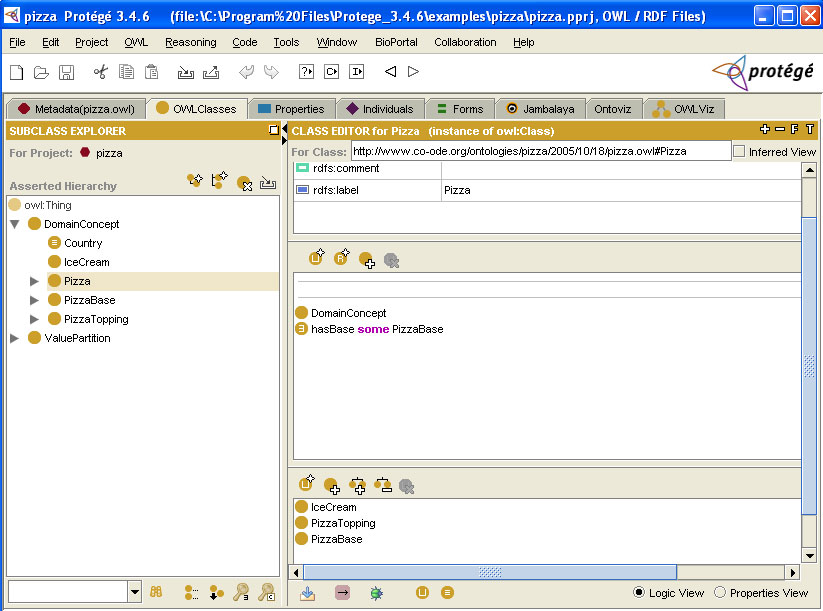 pizza Protégé 3.4.6 (file:\C:\Program%20Files\Protege_3.4.6\examples\pizza\pizza.pprj, OWL / RDF Files)
File Edit Project OWL Reasoning Code Tools Window BioPortal Collaboration Help
protégé
Metadata(pizza.owl) OWLClasses Properties Individuals Forms Jambalaya Ontoviz OWLViz
SUBCLASS EXPLORER
For Project: pizza
Asserted Hierarchy
owl:Thing
DomainConcept
Country
IceCream
Pizza
PizzaBase
PizzaTopping
ValuePartition
CLASS EDITOR for Pizza (instance of owl:Class) F T
For Class: http://www.co-ode.org/ontologies/pizza/2005/10/18/pizza.owl#Pizza Inferred View
rdfs:comment
rdfs:label Pizza
DomainConcept
hasBase some PizzaBase
IceCream
PizzaTopping
PizzaBase
Logic View Properties View